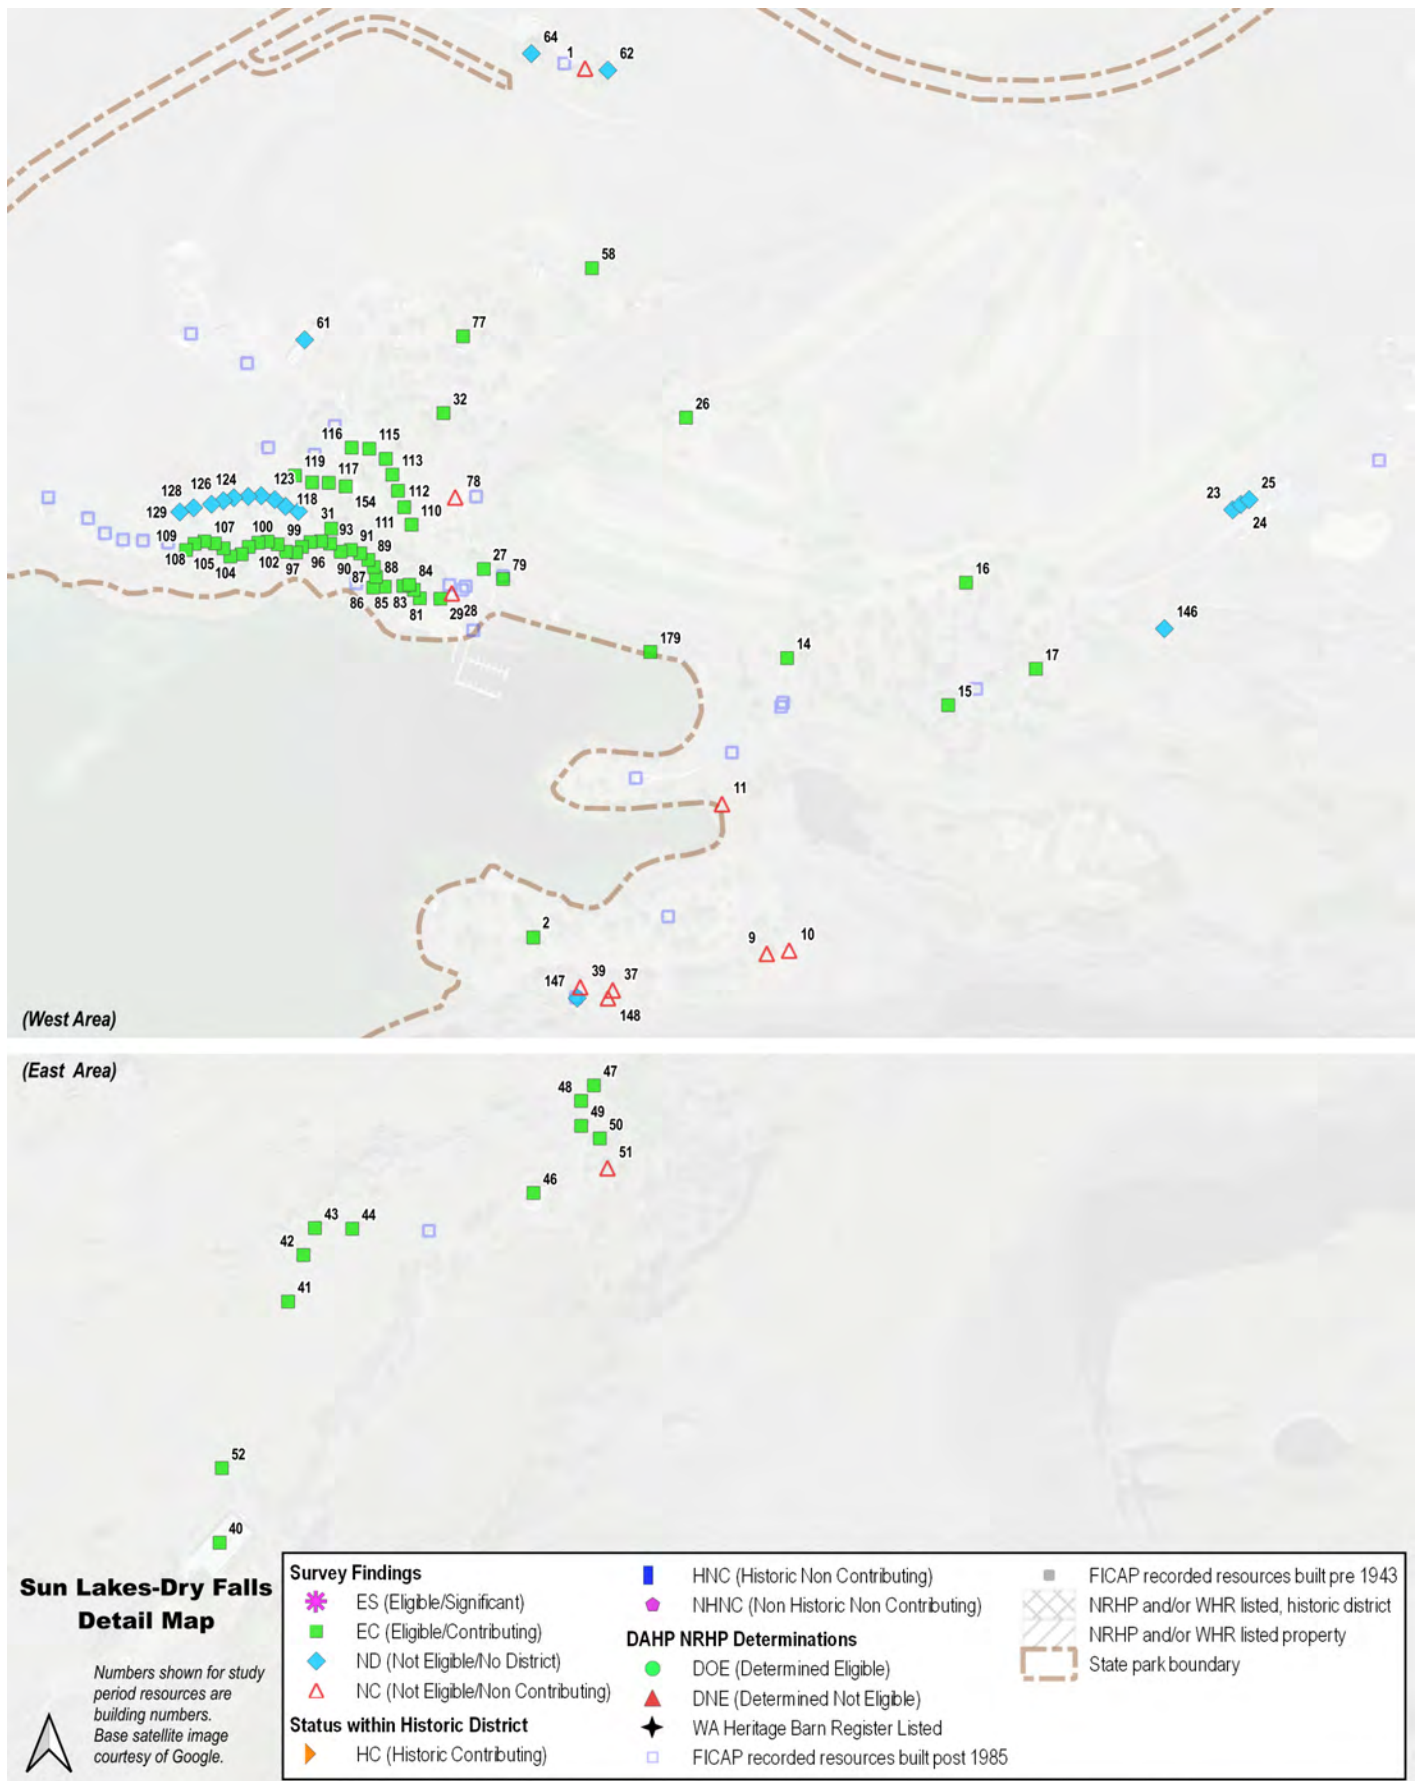 64
1
62
58
61
77
32
26
116
115
119
117
113
123
78
128
126
124
112
25
23
129
118
154
110
24
31
111
109
107
100
99
93
91
89
27
79
108
105
104
102
97
96
90
87
88
84
16
86
85
83
81
29
28
146
179
14
17
15
11
2
9
10
147
39
37
148
(West Area)
(East Area)
47
48
49
50
51
46
43
44
42
41
52
40
Sun Lakes-Dry Falls
Detail Map
Numbers shown for study
period resources are
building numbers.
Base satellite image
courtesy of Google.
Survey Findings
ES (Eligible/Significant)
EC (Eligible/Contributing)
ND (Not Eligible/No District)
NC (Not Eligible/Non Contributing)
Status within Historic District
HC (Historic Contributing)
HNC (Historic Non Contributing)
NHNC (Non Historic Non Contributing)
DAHP NRHP Determinations
DOE (Determined Eligible)
DNE (Determined Not Eligible)
WA Heritage Barn Register Listed
FICAP recorded resources built post 1985
FICAP recorded resources built pre 1943
NRHP and/or WHR listed, historic district
NRHP and/or WHR listed property
State park boundary